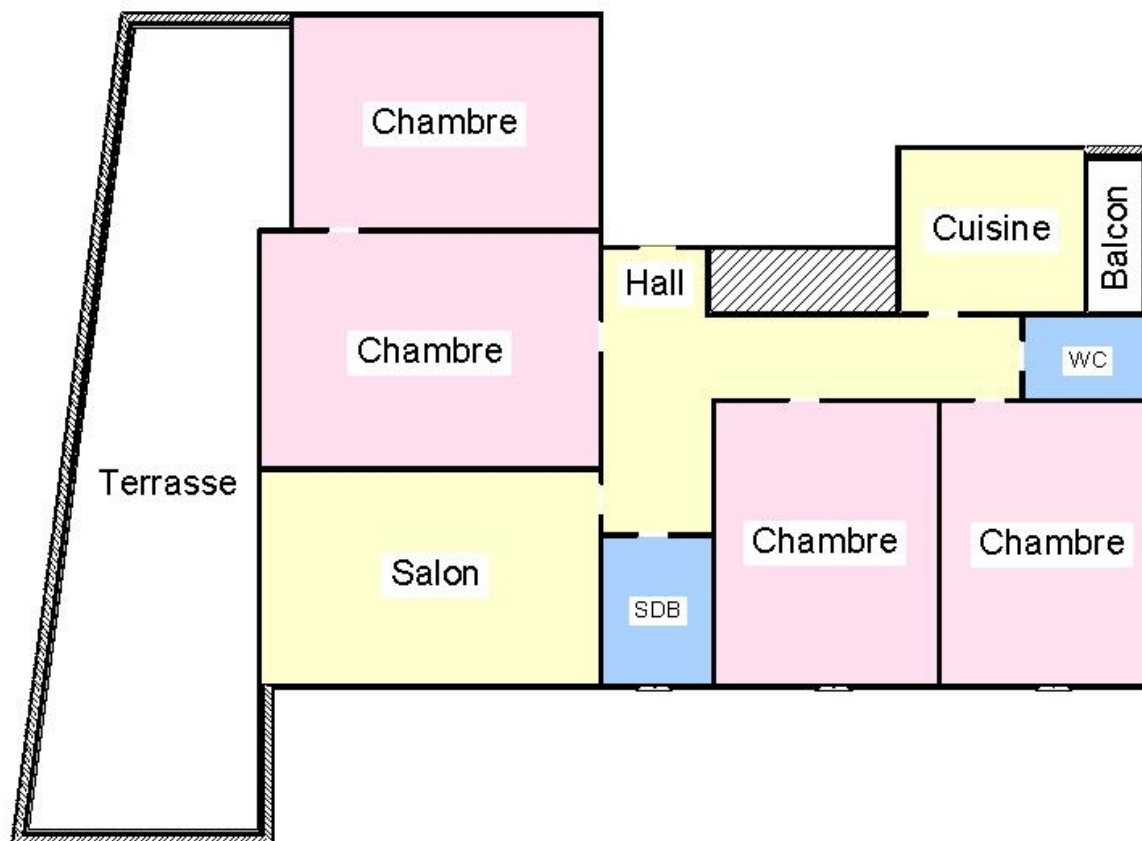 Chambre
Cuisine
Balcon
Hall
Chambre
WC
Terrasse
Salon
SDB
Chambre
Chambre